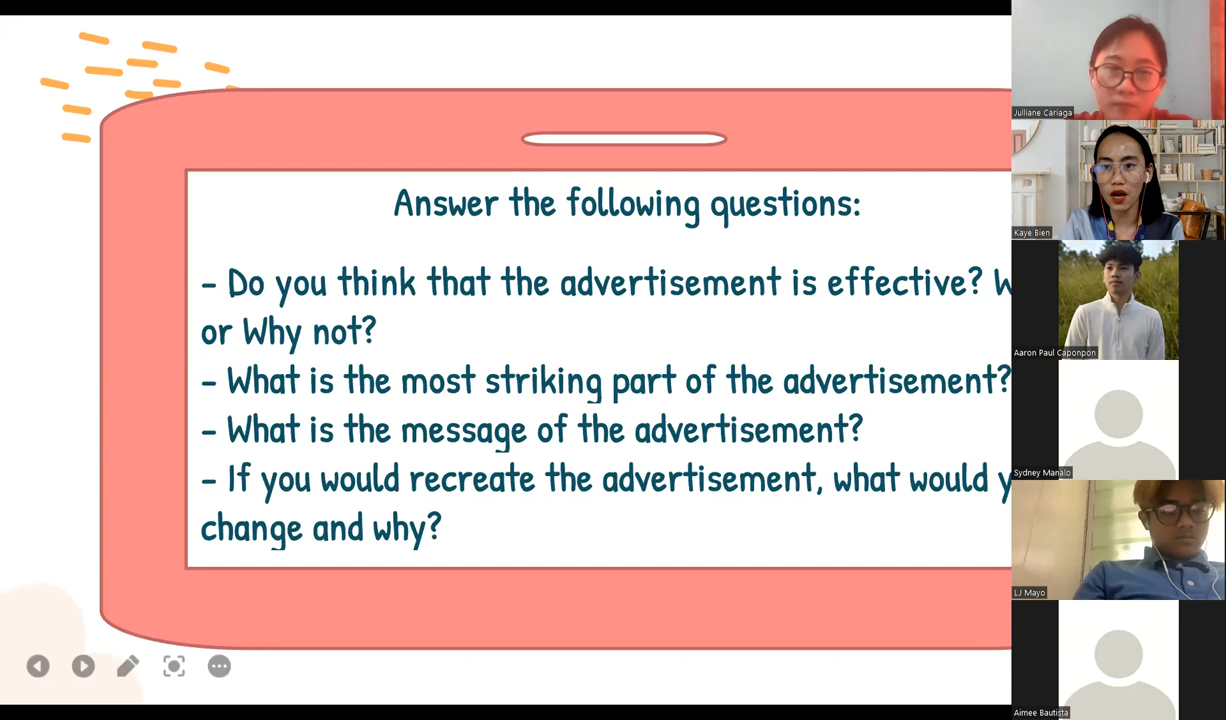 Answer the following questions:
- Do you think that the advertisement is effective?
or Why not?
- What is the most striking part of the advertisement?
- What is the message of the advertisement?
- If you would recreate the advertisement, what would
change and why?
Julliane Cariaga
Kaye Bien
Aaron Paul Caponpon
Sydney Manalo
LJ Mayo
Aimee Bautista